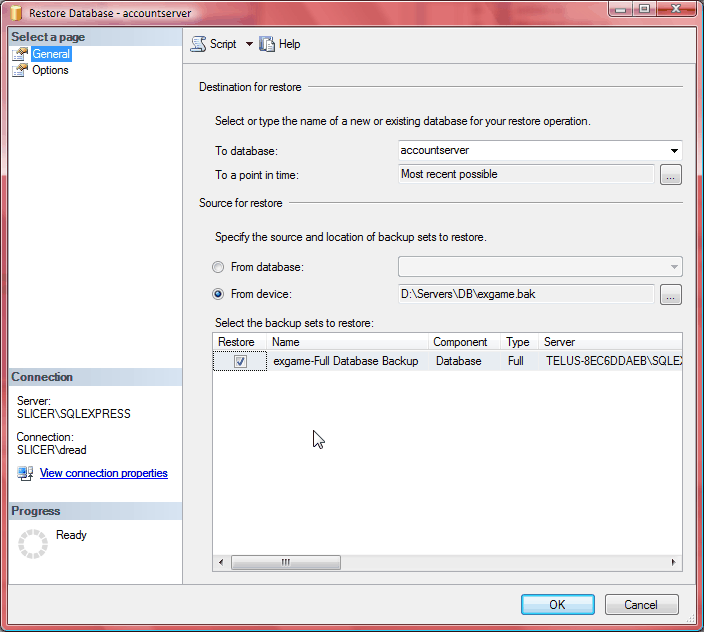 Restore Database - accountserver
Select a page
General
Options
Script
Help
Destination for restore
Select or type the name of a new or existing database for your restore operation.
To database:
accountserver
To a point in time:
Most recent possible
...
Source for restore
Specify the source and location of backup sets to restore.
From database:
From device:
D:\Servers\DB\exgame.bak
...
Select the backup sets to restore:
Restore Name Component Type Server
exgame-Full Database Backup Database Full TELUS-8EC6DDAEB\SQLEX
Connection
Server:
SLICER\SQLEXPRESS
Connection:
SLICER\dread
View connection properties
Progress
Ready
OK
Cancel